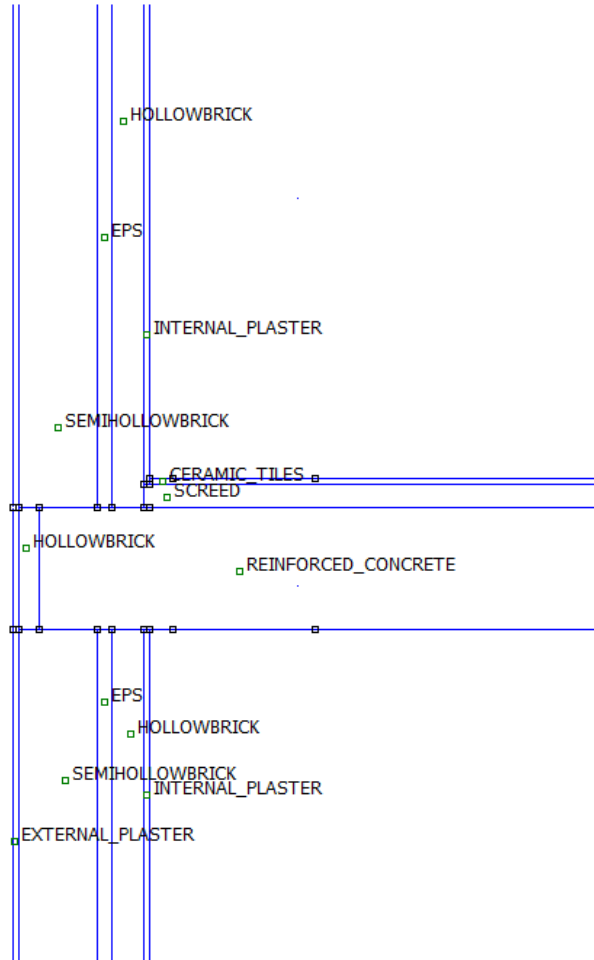 HOLLOWBRICK
EPS
INTERNAL_PLASTER
SEMIHOLLOWBRICK
CERAMIC_TILES
SCREED
HOLLOWBRICK
REINFORCED_CONCRETE
EPS
HOLLOWBRICK
SEMIHOLLOWBRICK
INTERNAL_PLASTER
EXTERNAL_PLASTER